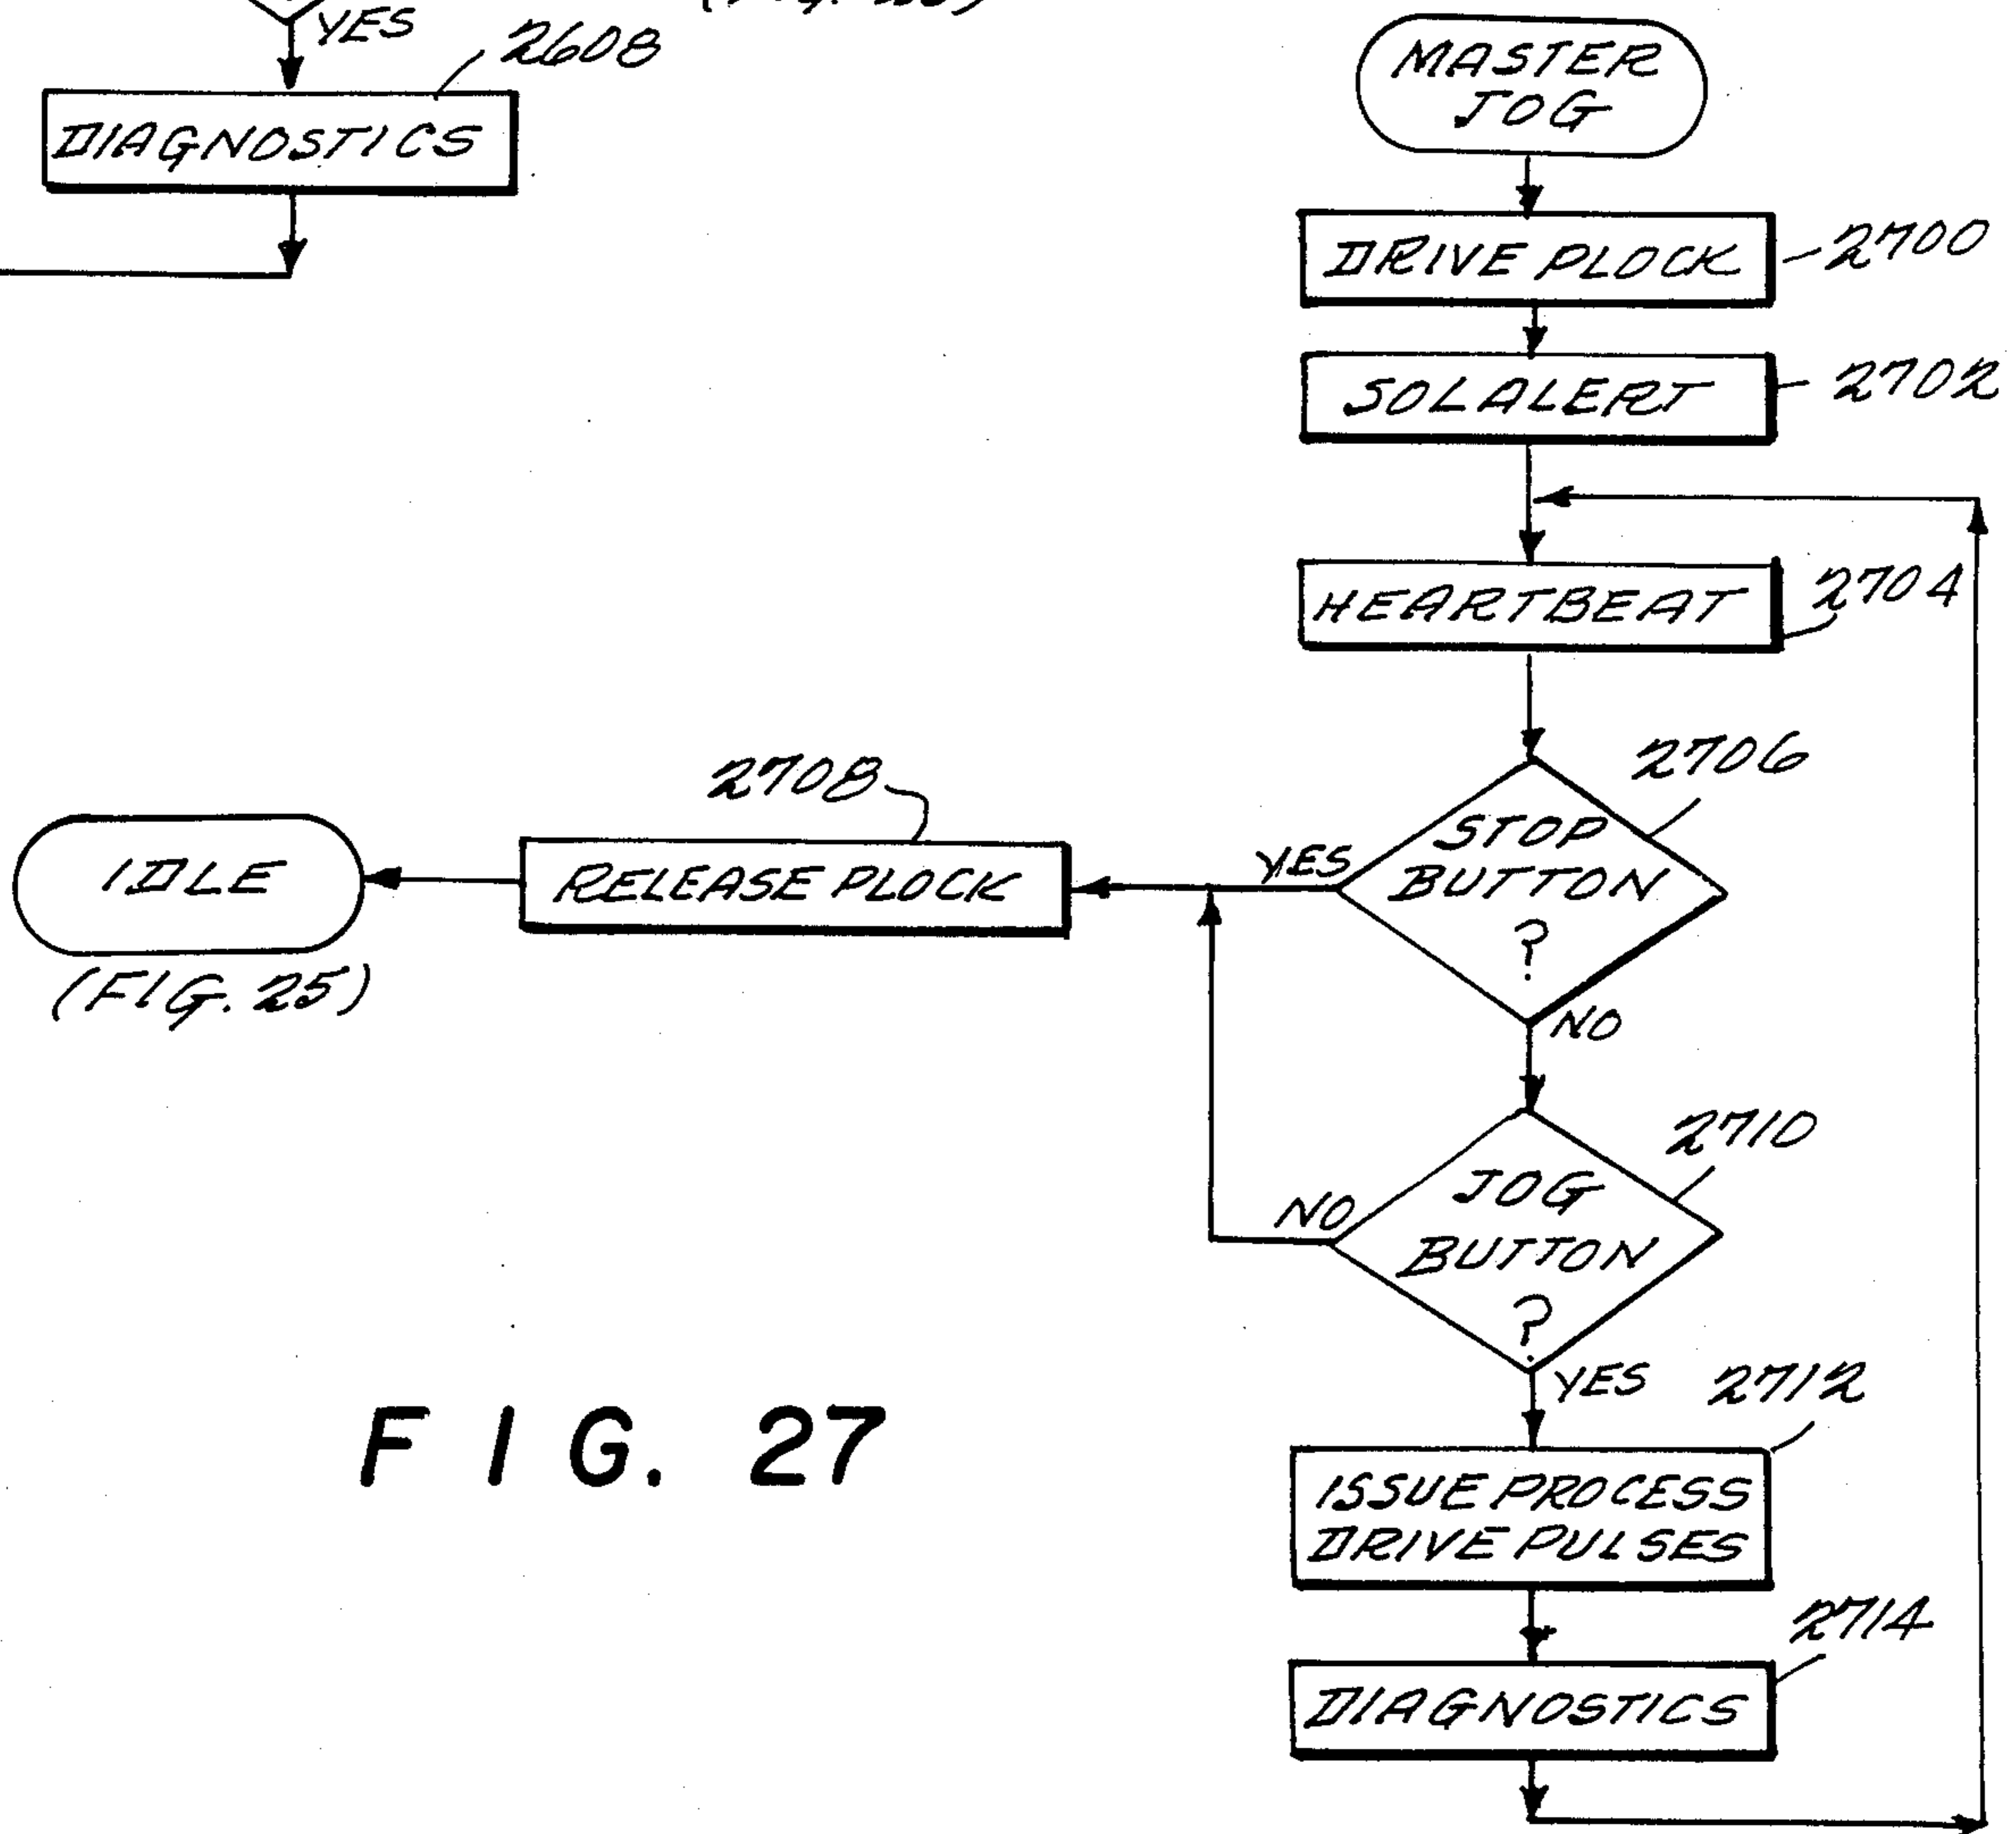 YES
2608
DIAGNOSTICS
MASTER
JOG
DRIVE PLOCK
2700
SOLALERT
2702
HEARTBEAT
2704
STOP
BUTTON
?
2706
YES
2708
RELEASE PLOCK
IDLE
(FIG. 25)
NO
JOG
BUTTON
?
2710
NO
YES
2712
ISSUE PROCESS
DRIVE PULSES
2714
DIAGNOSTICS
FIG. 27